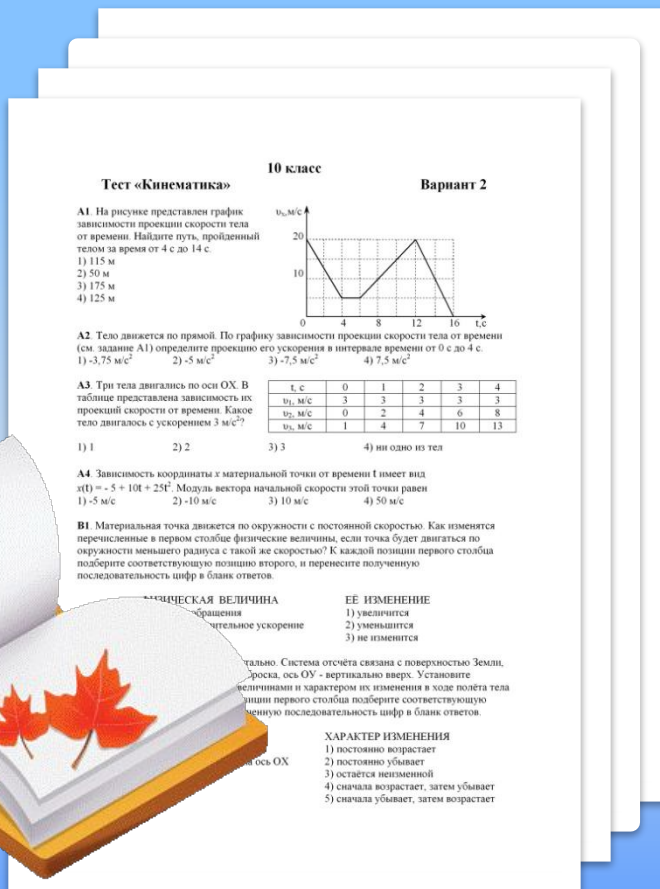 10 класс
Тест «Кинематика» Вариант 2
А1. На рисунке представлен график
зависимости проекции скорости тела
от времени. Найдите путь, пройденный
телом за время от 4 с до 14 с.
1) 115 м
2) 50 м
3) 175 м
4) 125 м
υₓ,м/с
20
10
0 4 8 12 16 t,c
А2. Тело движется по прямой. По графику зависимости проекции скорости тела от времени
(см. задание А1) определите проекцию его ускорения в интервале времени от 0 с до 4 с.
1) -3,75 м/с² 2) -5 м/с² 3) -7,5 м/с² 4) 7,5 м/с²
А3. Три тела двигались по оси ОХ. В
таблице представлена зависимость их
проекций скорости от времени. Какое
тело двигалось с ускорением 3 м/с²?
t, c 0 1 2 3 4
υ₁, м/с 3 3 3 3 3
υ₂, м/с 0 2 4 6 8
υ₃, м/с 1 4 7 10 13
1) 1 2) 2 3) 3 4) ни одно из тел
А4. Зависимость координаты x материальной точки от времени t имеет вид
x(t) = - 5 + 10t + 25t². Модуль вектора начальной скорости этой точки равен
1) -5 м/с 2) -10 м/с 3) 10 м/с 4) 50 м/с
В1. Материальная точка движется по окружности с постоянной скоростью. Как изменятся
перечисленные в первом столбце физические величины, если точка будет двигаться по
окружности меньшего радиуса с такой же скоростью? К каждой позиции первого столбца
подберите соответствующую позицию второго, и перенесите полученную
последовательность цифр в бланк ответов.
ВЕЛИЧИНА ЕЁ ИЗМЕНЕНИЕ
обращения 1) увеличится
ускорение 2) уменьшится
3) не изменится
Система отсчёта связана с поверхностью Земли,
ось ОУ - вертикально вверх. Установите
величинами и характером их изменения в ходе полёта тела
первого столбца подберите соответствующую
последовательность цифр в бланк ответов.
ХАРАКТЕР ИЗМЕНЕНИЯ
1) постоянно возрастает
ось ОХ 2) постоянно убывает
3) остаётся неизменной
4) сначала возрастает, затем убывает
5) сначала убывает, затем возрастает